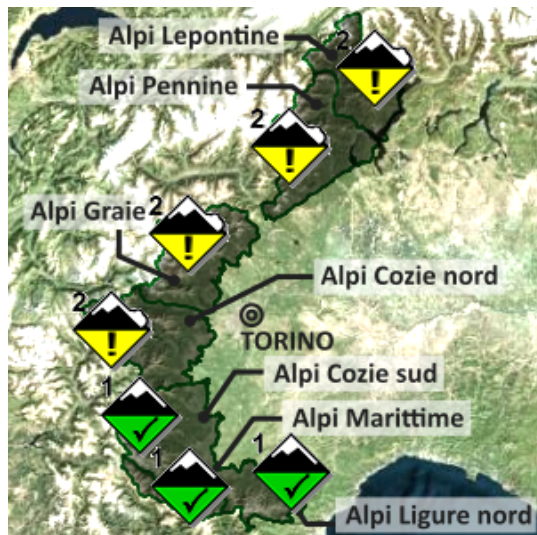 Alpi Lepontine
2
Alpi Pennine
2
!
!
Alpi Graie
2
!
Alpi Cozie nord
2
!
TORINO
Alpi Cozie sud
1
Alpi Marittime
1
1
Alpi Ligure nord